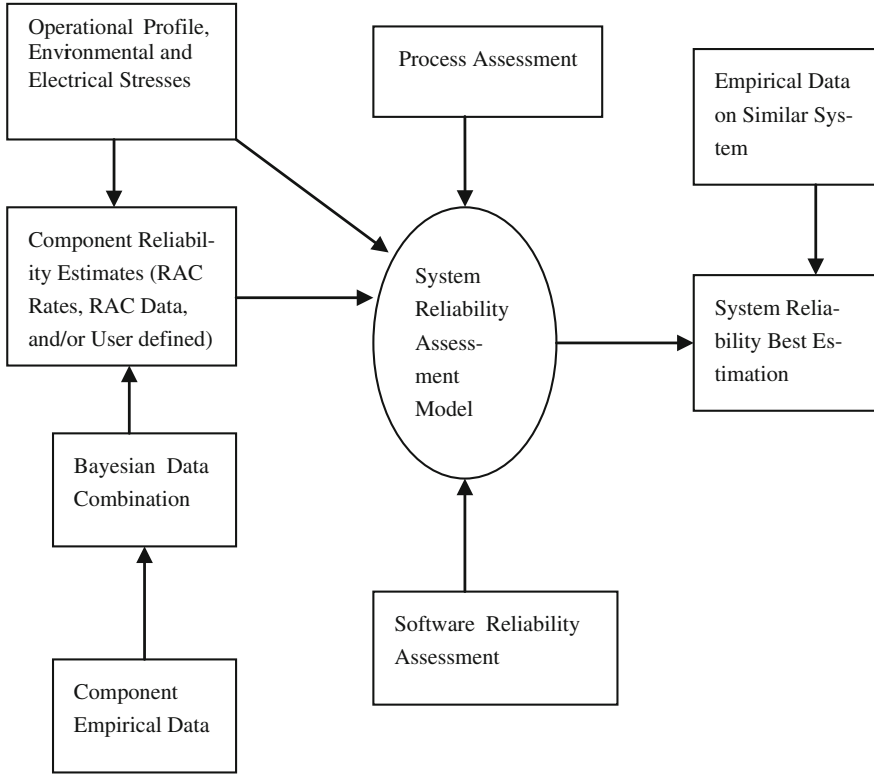 Operational Profile,
Environmental and
Electrical Stresses
Process Assessment
Empirical Data
on Similar Sys-
tem
Component Reliabil-
ity Estimates (RAC
Rates, RAC Data,
and/or User defined)
System
Reliability
Assess-
ment
Model
System Relia-
bility Best Es-
timation
Bayesian Data
Combination
Software Reliability
Assessment
Component
Empirical Data